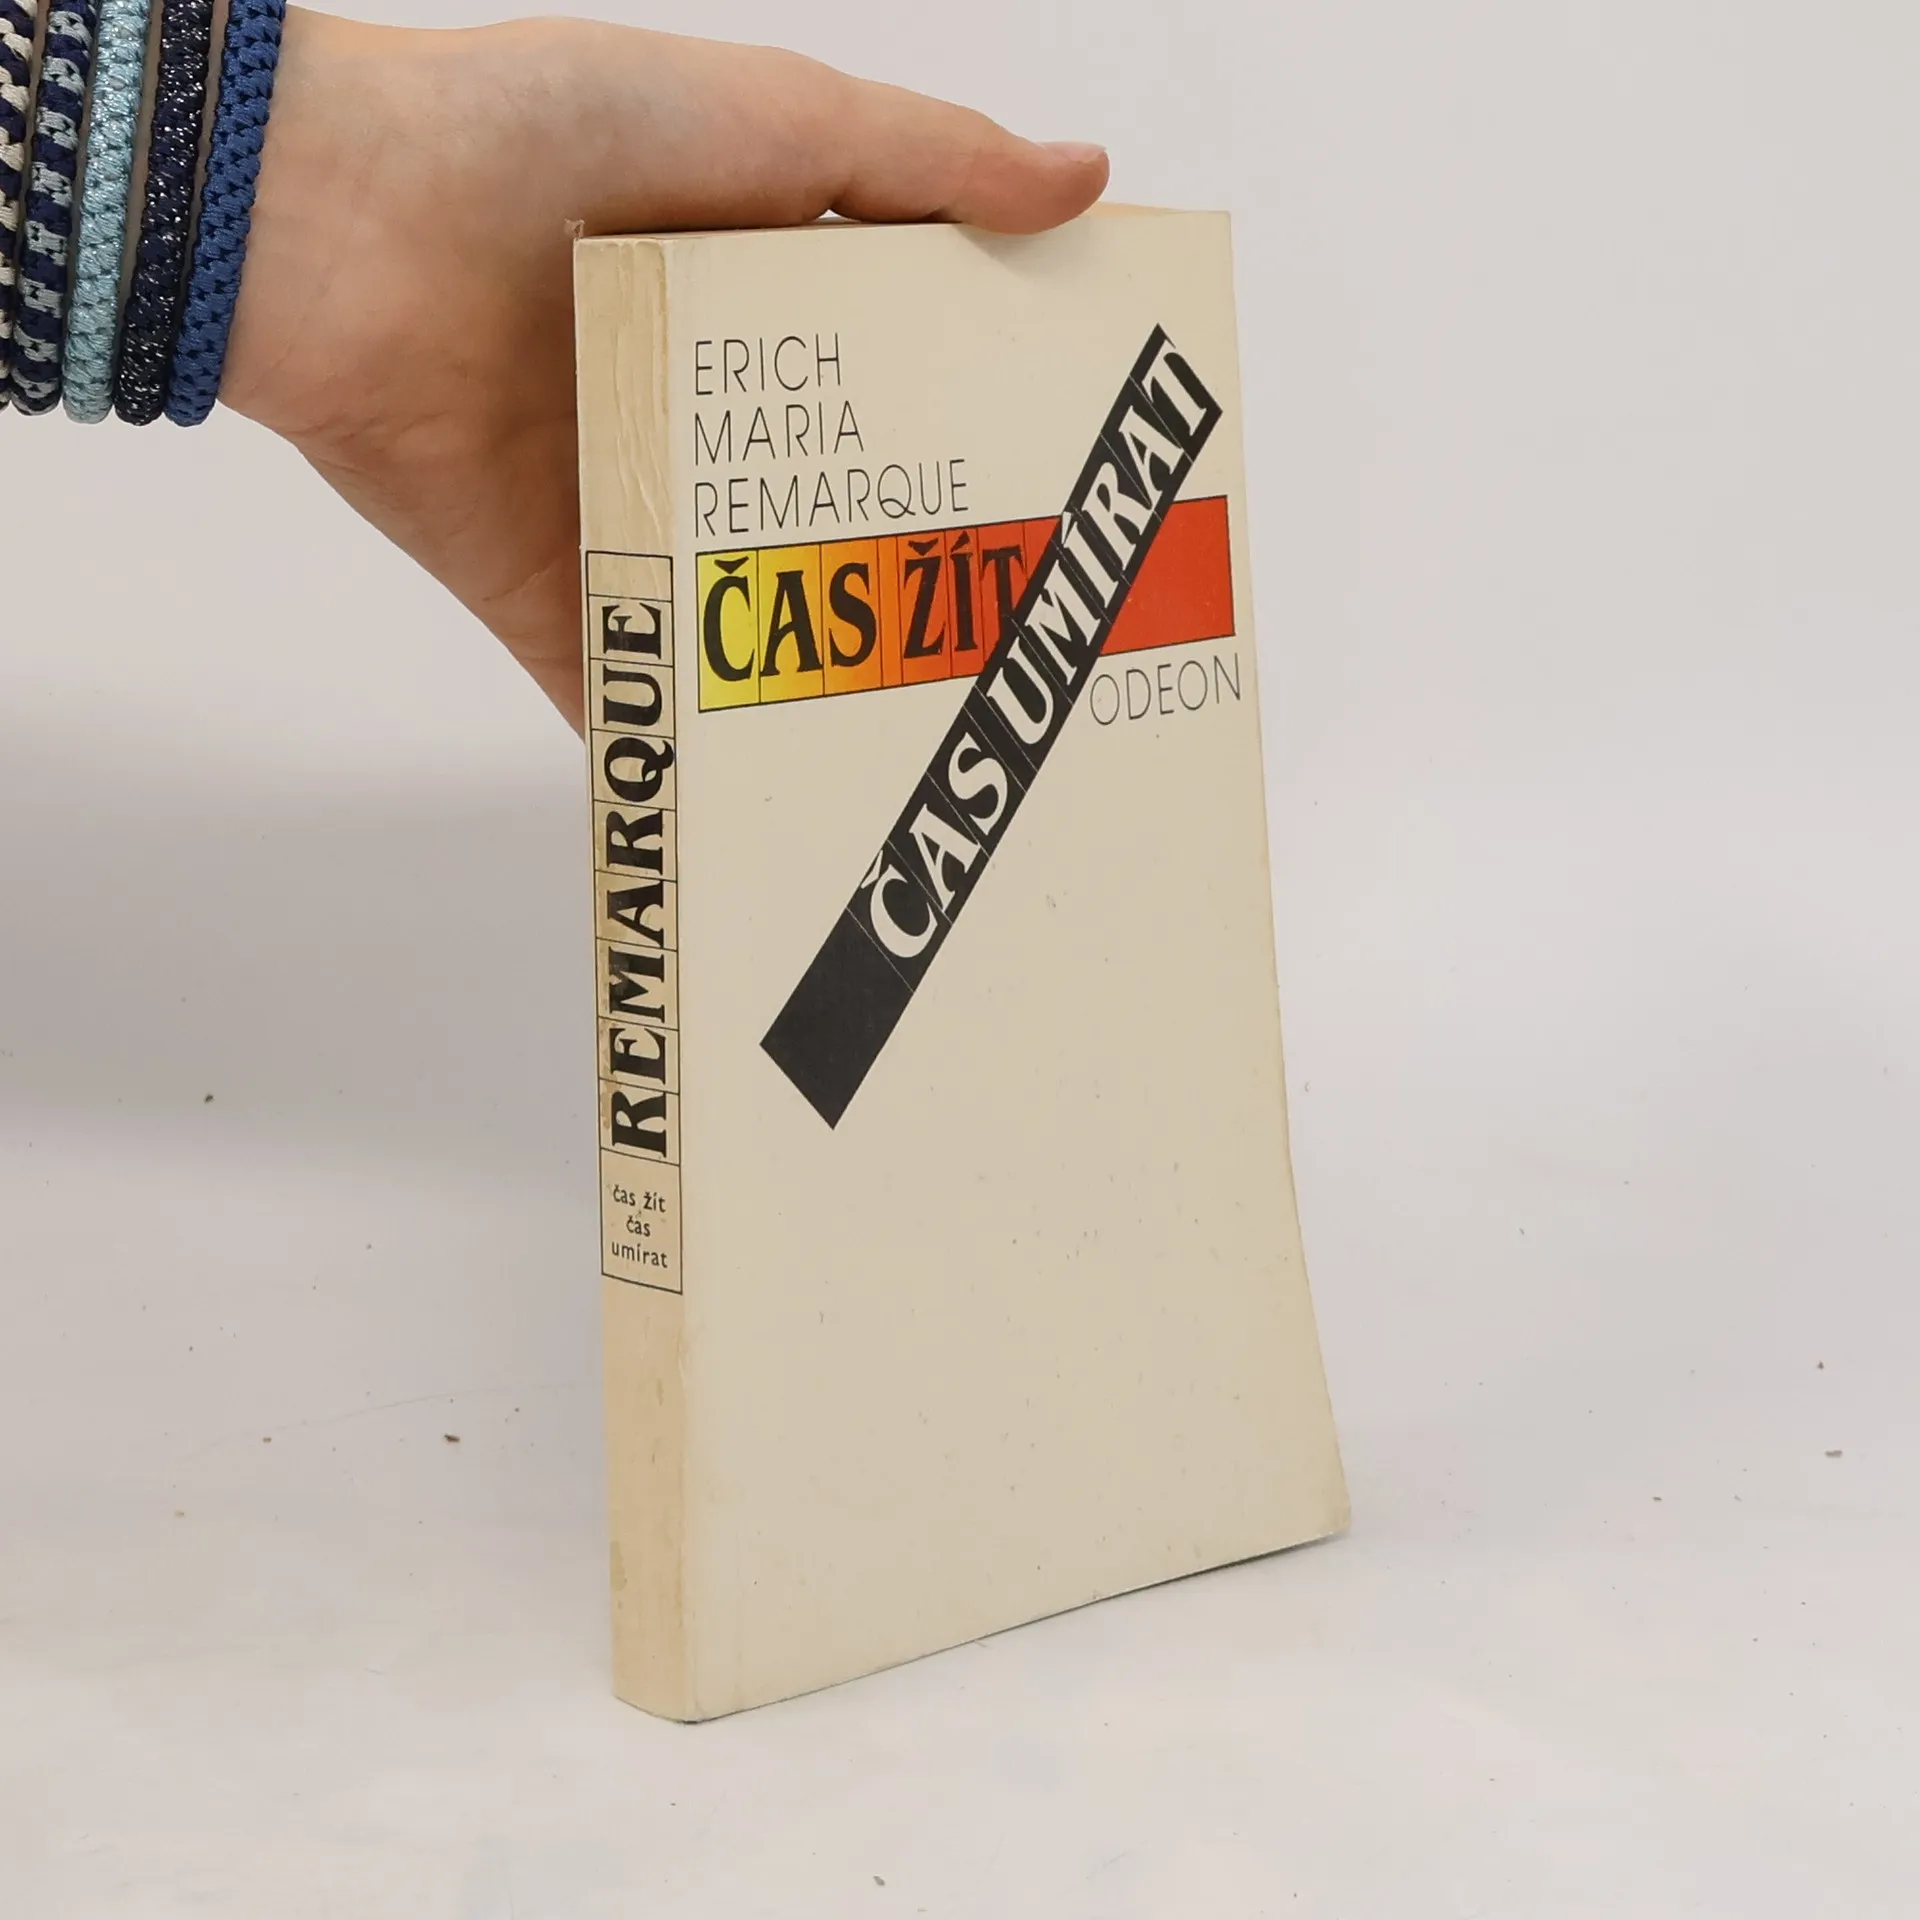 ERICH
MARIA
REMARQUE
ČAS ŽÍT
ČAS UMÍRAT
ODEON
REMARQUE
čas žít
čas
umírat